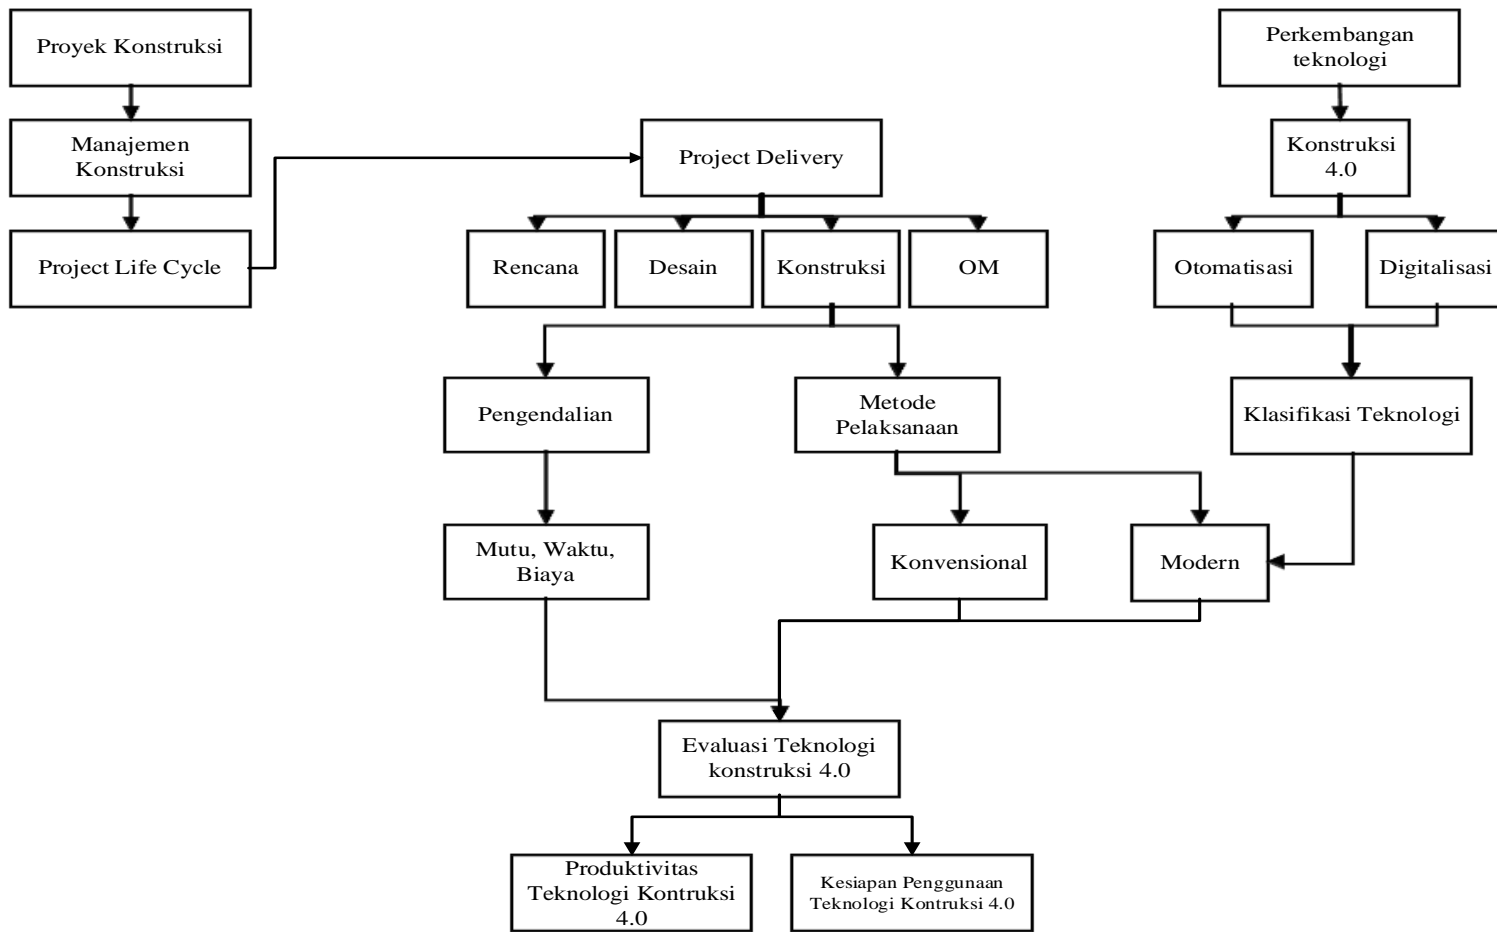 Proyek Konstruksi
Perkembangan
teknologi
Manajemen
Konstruksi
Project Delivery
Konstruksi
4.0
Project Life Cycle
Rencana
Desain
Konstruksi
OM
Otomatisasi
Digitalisasi
Pengendalian
Metode
Pelaksanaan
Klasifikasi Teknologi
Mutu, Waktu,
Biaya
Konvensional
Modern
Evaluasi Teknologi
konstruksi 4.0
Produktivitas
Teknologi Kontruksi
4.0
Kesiapan Penggunaan
Teknologi Kontruksi 4.0